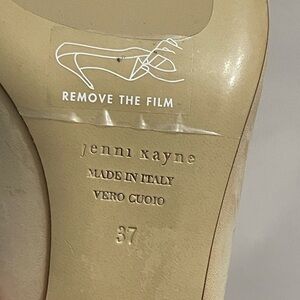 REMOVE THE FILM
jenni kayne
MADE IN ITALY
VERO CUOIO
37